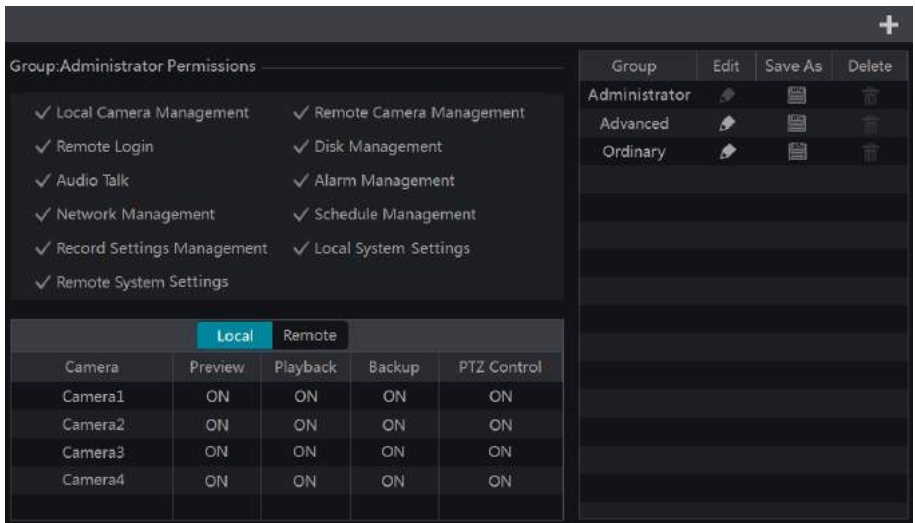 Group:Administrator Permissions
Local Camera Management
Remote Camera Management
Remote Login
Disk Management
Audio Talk
Alarm Management
Network Management
Schedule Management
Record Settings Management
Local System Settings
Remote System Settings
Local Remote
Camera Preview Playback Backup PTZ Control
Camera1 ON ON ON ON
Camera2 ON ON ON ON
Camera3 ON ON ON ON
Camera4 ON ON ON ON
Group Edit Save As Delete
Administrator
Advanced
Ordinary